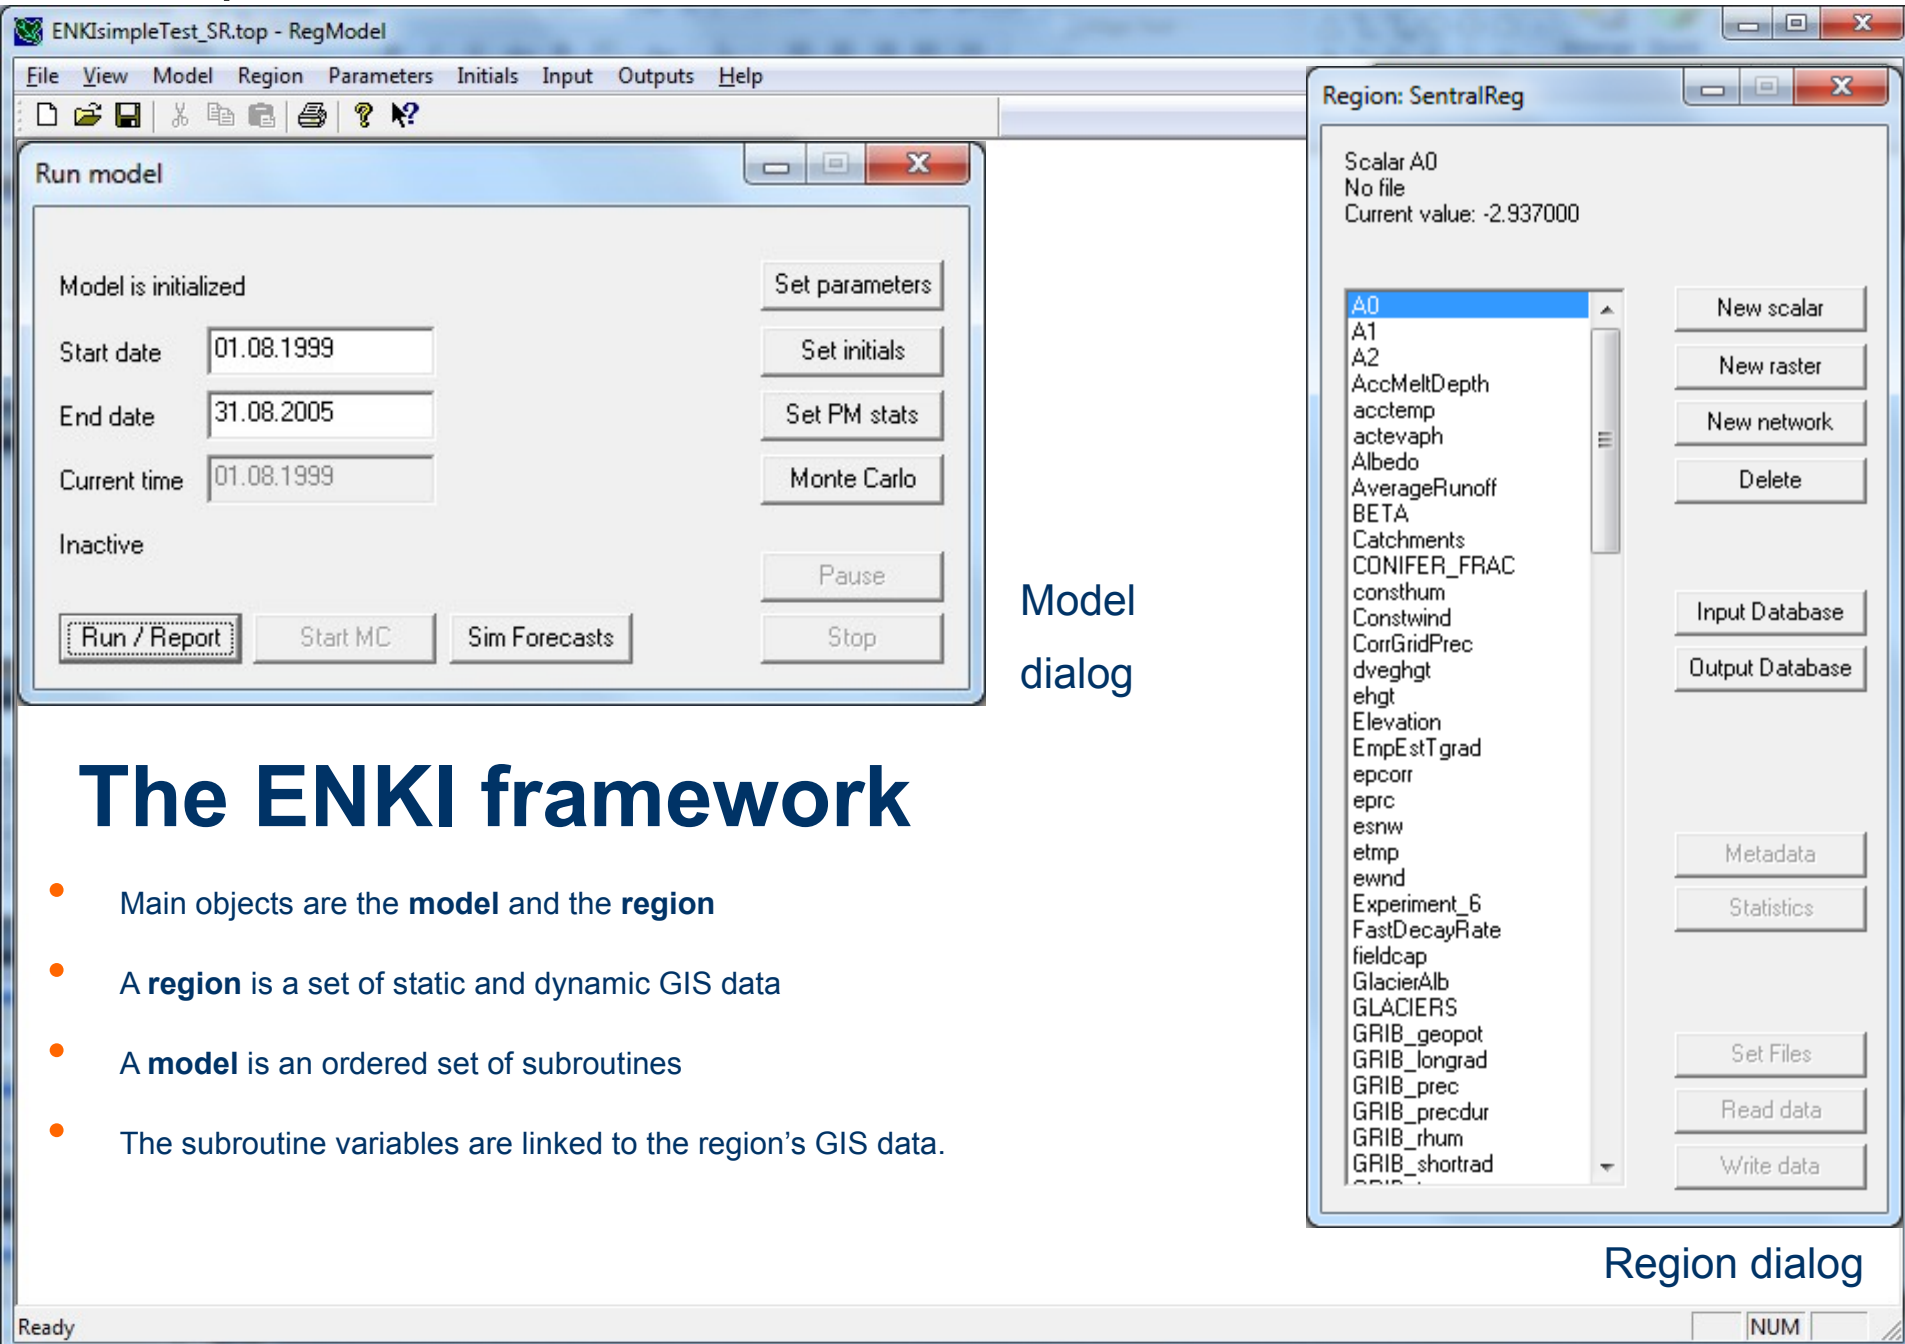 ENKIsimpleTest_SR.top - RegModel
File View Model Region Parameters Initials Input Outputs Help
Run model
Model is initialized
Start date 01.08.1999
End date 31.08.2005
Current time 01.08.1999
Inactive
Set parameters
Set initials
Set PM stats
Monte Carlo
Pause
Run / Report Start MC Sim Forecasts Stop
Model
dialog
The ENKI framework
• Main objects are the model and the region
• A region is a set of static and dynamic GIS data
• A model is an ordered set of subroutines
• The subroutine variables are linked to the region’s GIS data.
Region: SentralReg
Scalar A0
No file
Current value: -2.937000
A0
A1
A2
AccMeltDepth
acctemp
actevaph
Albedo
AverageRunoff
BETA
Catchments
CONIFER_FRAC
consthum
Constwind
CorrGridPrec
dveghgt
ehgt
Elevation
EmpEstTgrad
epcorr
eprc
esnw
etmp
ewnd
Experiment_6
FastDecayRate
fieldcap
GlacierAlb
GLACIERS
GRIB_geopot
GRIB_longrad
GRIB_prec
GRIB_precdur
GRIB_rhum
GRIB_shortrad
New scalar
New raster
New network
Delete
Input Database
Output Database
Metadata
Statistics
Set Files
Read data
Write data
Region dialog
Ready
NUM